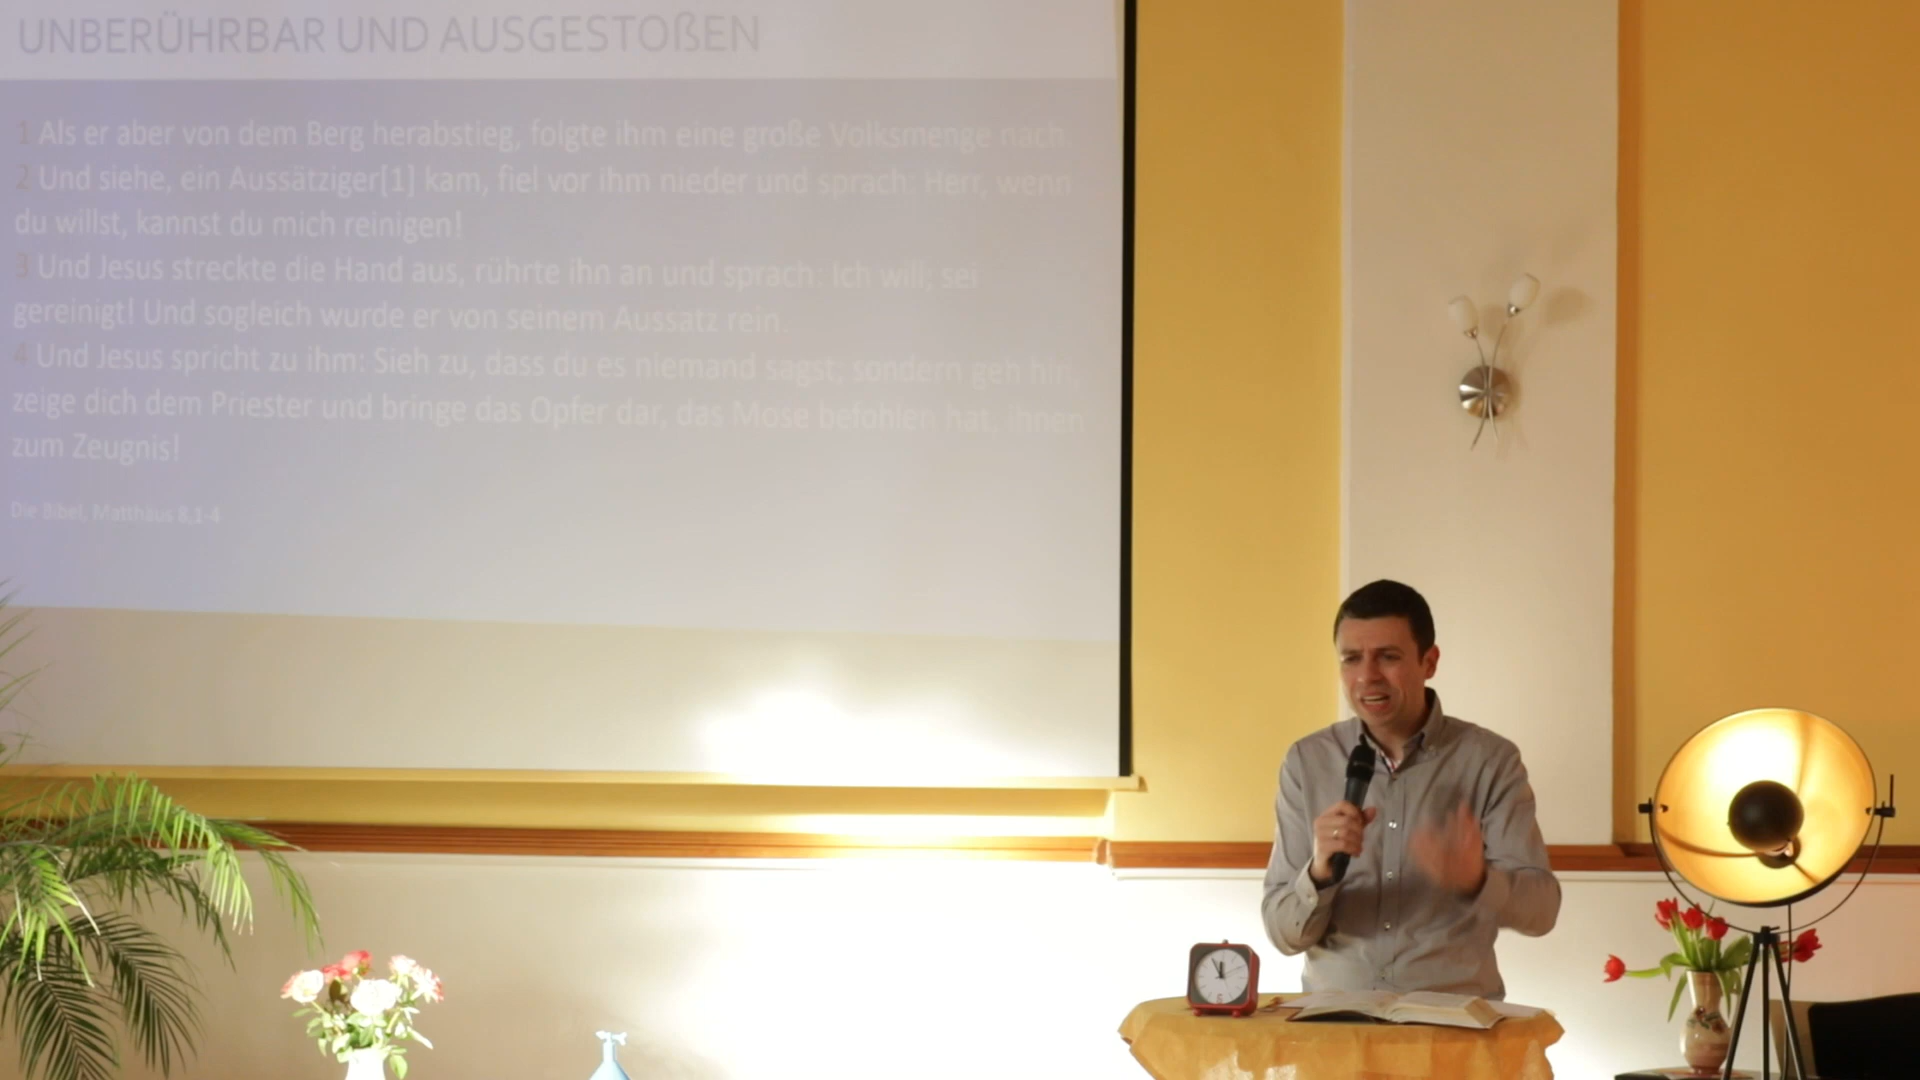 UNBERÜHRBAR UND AUSGESTOßEN
1 Als er aber von dem Berg herabstieg, folgte ihm eine große Volksmenge nach.
2 Und siehe, ein Aussätziger[1] kam, fiel vor ihm nieder und sprach: Herr, wenn
du willst, kannst du mich reinigen!
3 Und Jesus streckte die Hand aus, rührte ihn an und sprach: Ich will; sei
gereinigt! Und sogleich wurde er von seinem Aussatz rein.
4 Und Jesus spricht zu ihm: Sieh zu, dass du es niemand sagst; sondern geh hin,
zeige dich dem Priester und bringe das Opfer dar, das Mose befohlen hat, ihnen
zum Zeugnis!
Die Bibel, Matthäus 8,1-4